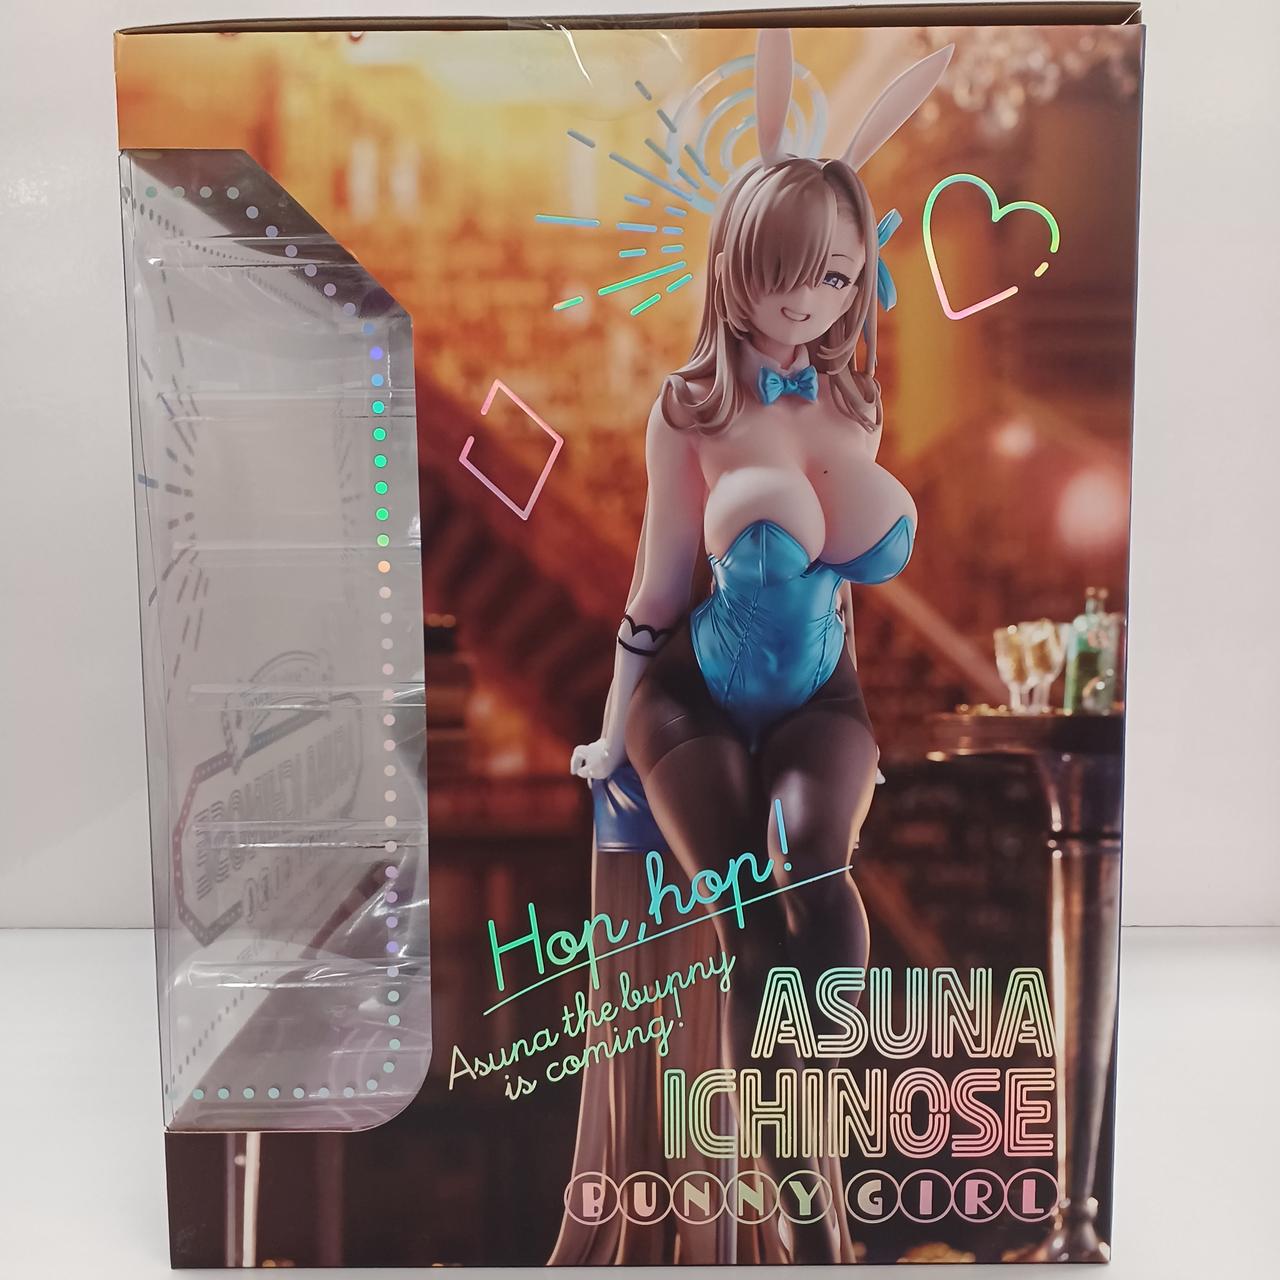 Hop, hop!
Asuna the bunny
is coming!
ASUNA
ICHINOSE
BUNNY GIRL